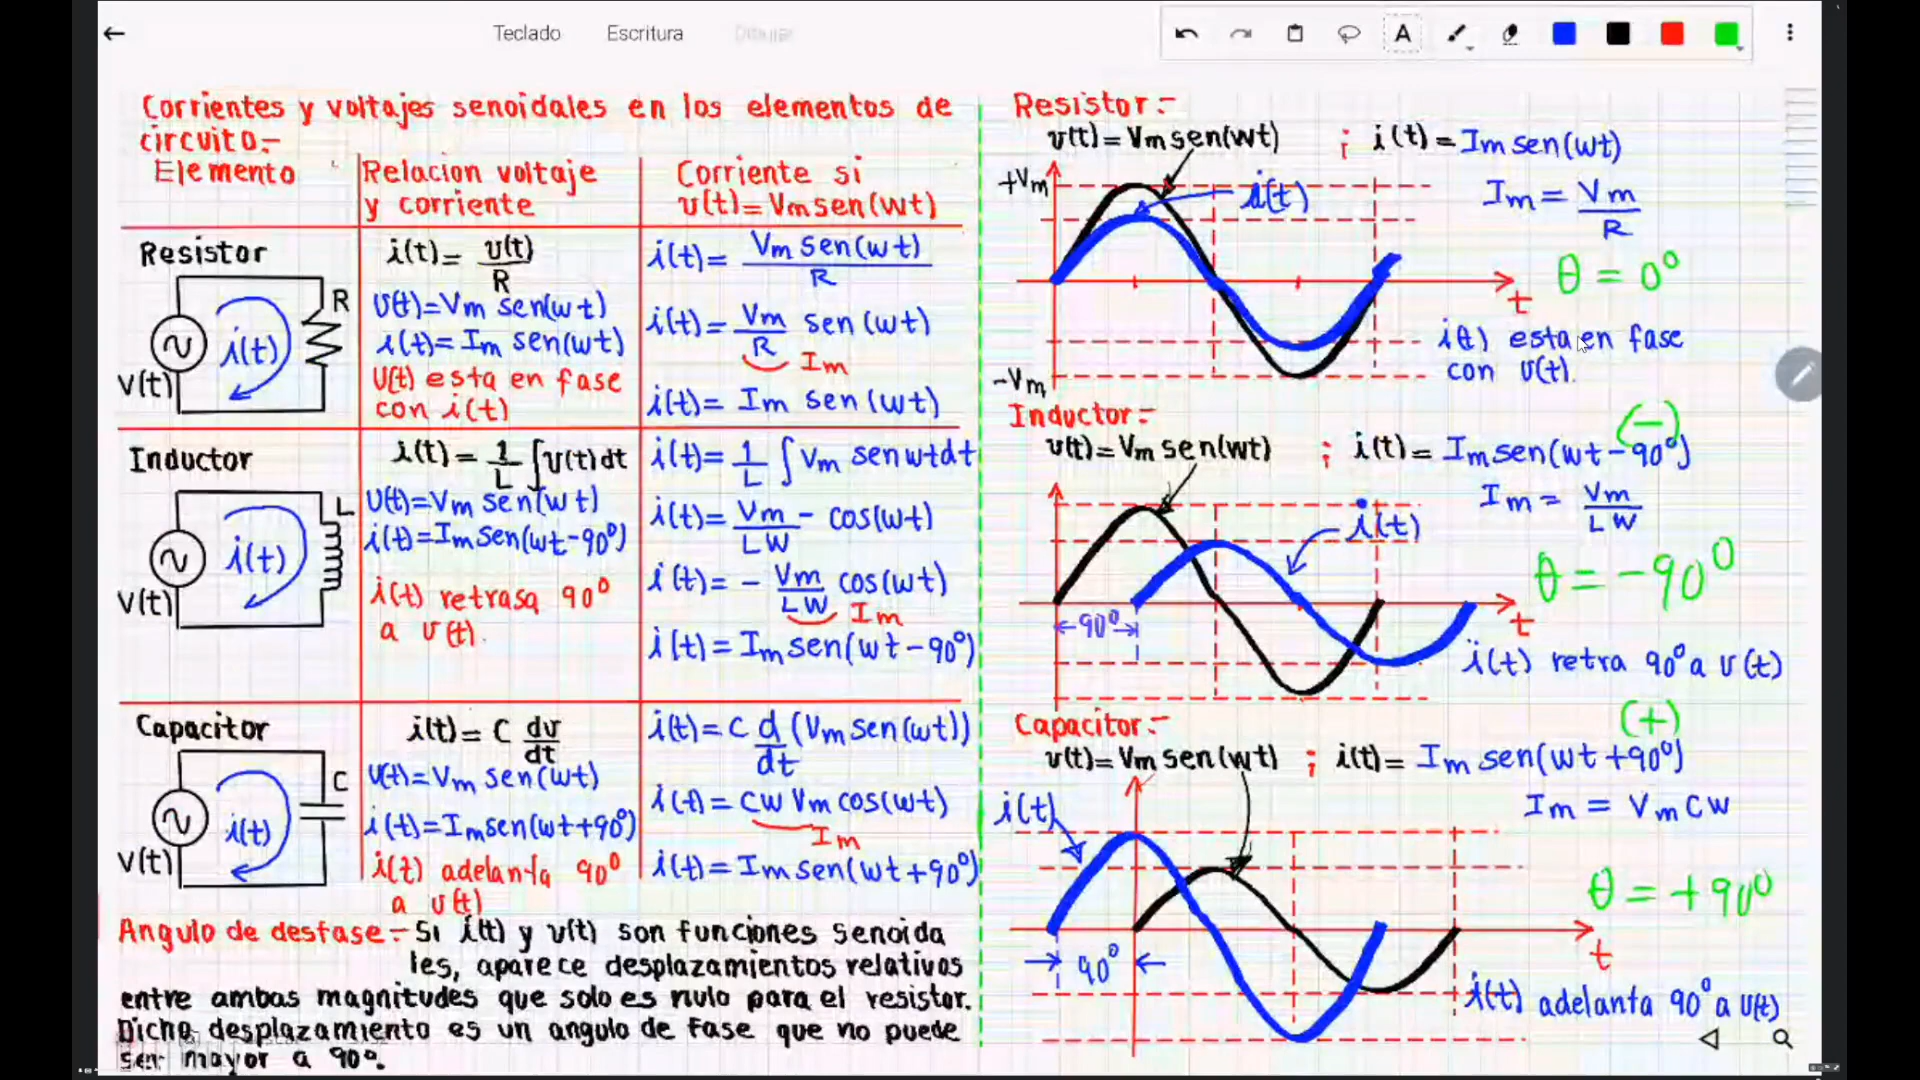 Teclado Escritura Dibujar
A
Corrientes y voltajes senoidales en los elementos de
circuito:-
Elemento
Relacion voltaje
y corriente
Corriente si
v(t)=Vm sen(wt)
Resistor
R
i(t)
V(t)
i(t)= v(t)/R
v(t)=Vm sen(wt)
i(t)=Im sen(wt)
v(t) esta en fase
con i(t)
i(t)= Vm sen(wt)/R
i(t)= Vm/R sen(wt)
Im
i(t)= Im sen(wt)
Inductor
L
i(t)
V(t)
i(t)= 1/L ∫v(t)dt
v(t)=Vm sen(wt)
i(t)=Im sen(wt-90°)
i(t) retrasa 90°
a v(t).
i(t)= 1/L ∫ Vm senwtdt
i(t)= Vm/LW - cos(wt)
i(t)= - Vm/LW cos(wt)
Im
i(t)= Im sen(wt-90°)
Capacitor
C
i(t)
V(t)
i(t)= C dv/dt
v(t)=Vm sen(wt)
i(t)=Im sen(wt+90°)
i(t) adelanta 90°
a v(t)
i(t)= C d/dt (Vm sen(wt))
i(t)= CW Vm cos(wt)
Im
i(t)= Im sen(wt+90°)
Angulo de desfase:- Si i(t) y v(t) son funciones senoida
les, aparece desplazamientos relativos
entre ambas magnitudes que solo es nulo para el resistor.
Dicho desplazamiento es un angulo de fase que no puede
ser mayor a 90°.
Resistor:-
v(t)=Vm sen(wt) ; i(t)=Im sen(wt)
+Vm
i(t)
Im = Vm/R
θ = 0°
t
i(t) esta en fase
con v(t).
-Vm
Inductor:-
(-)
v(t)=Vm sen(wt) ; i(t)= Im sen(wt-90°)
Im = Vm/LW
i(t)
θ = -90°
90°
t
i(t) retra 90° a v(t)
Capacitor:-
(+)
v(t)=Vm sen(wt) ; i(t)= Im sen(wt+90°)
i(t)
Im = Vm CW
θ = +90°
90°
t
i(t) adelanta 90° a v(t)